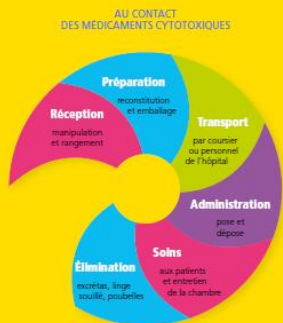 AU CONTACT
DES MÉDICAMENTS CYTOTOXIQUES
Réception
manipulation
et rangement
Préparation
reconstitution
et emballage
Transport
par coursier
ou personnel
de l'hôpital
Administration
pose et
dépose
Soins
aux patients
et entretien
de la chambre
Élimination
excrétas, linge
souillé, poubelles